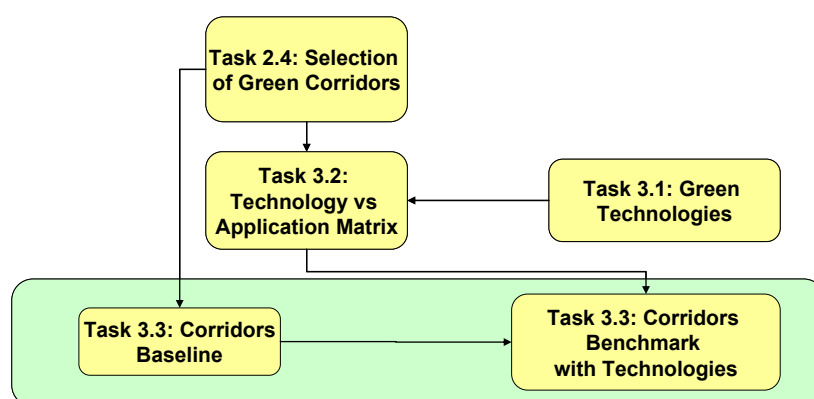 Task 2.4: Selection
of Green Corridors
Task 3.2:
Technology vs
Application Matrix
Task 3.1: Green
Technologies
Task 3.3: Corridors
Baseline
Task 3.3: Corridors
Benchmark
with Technologies